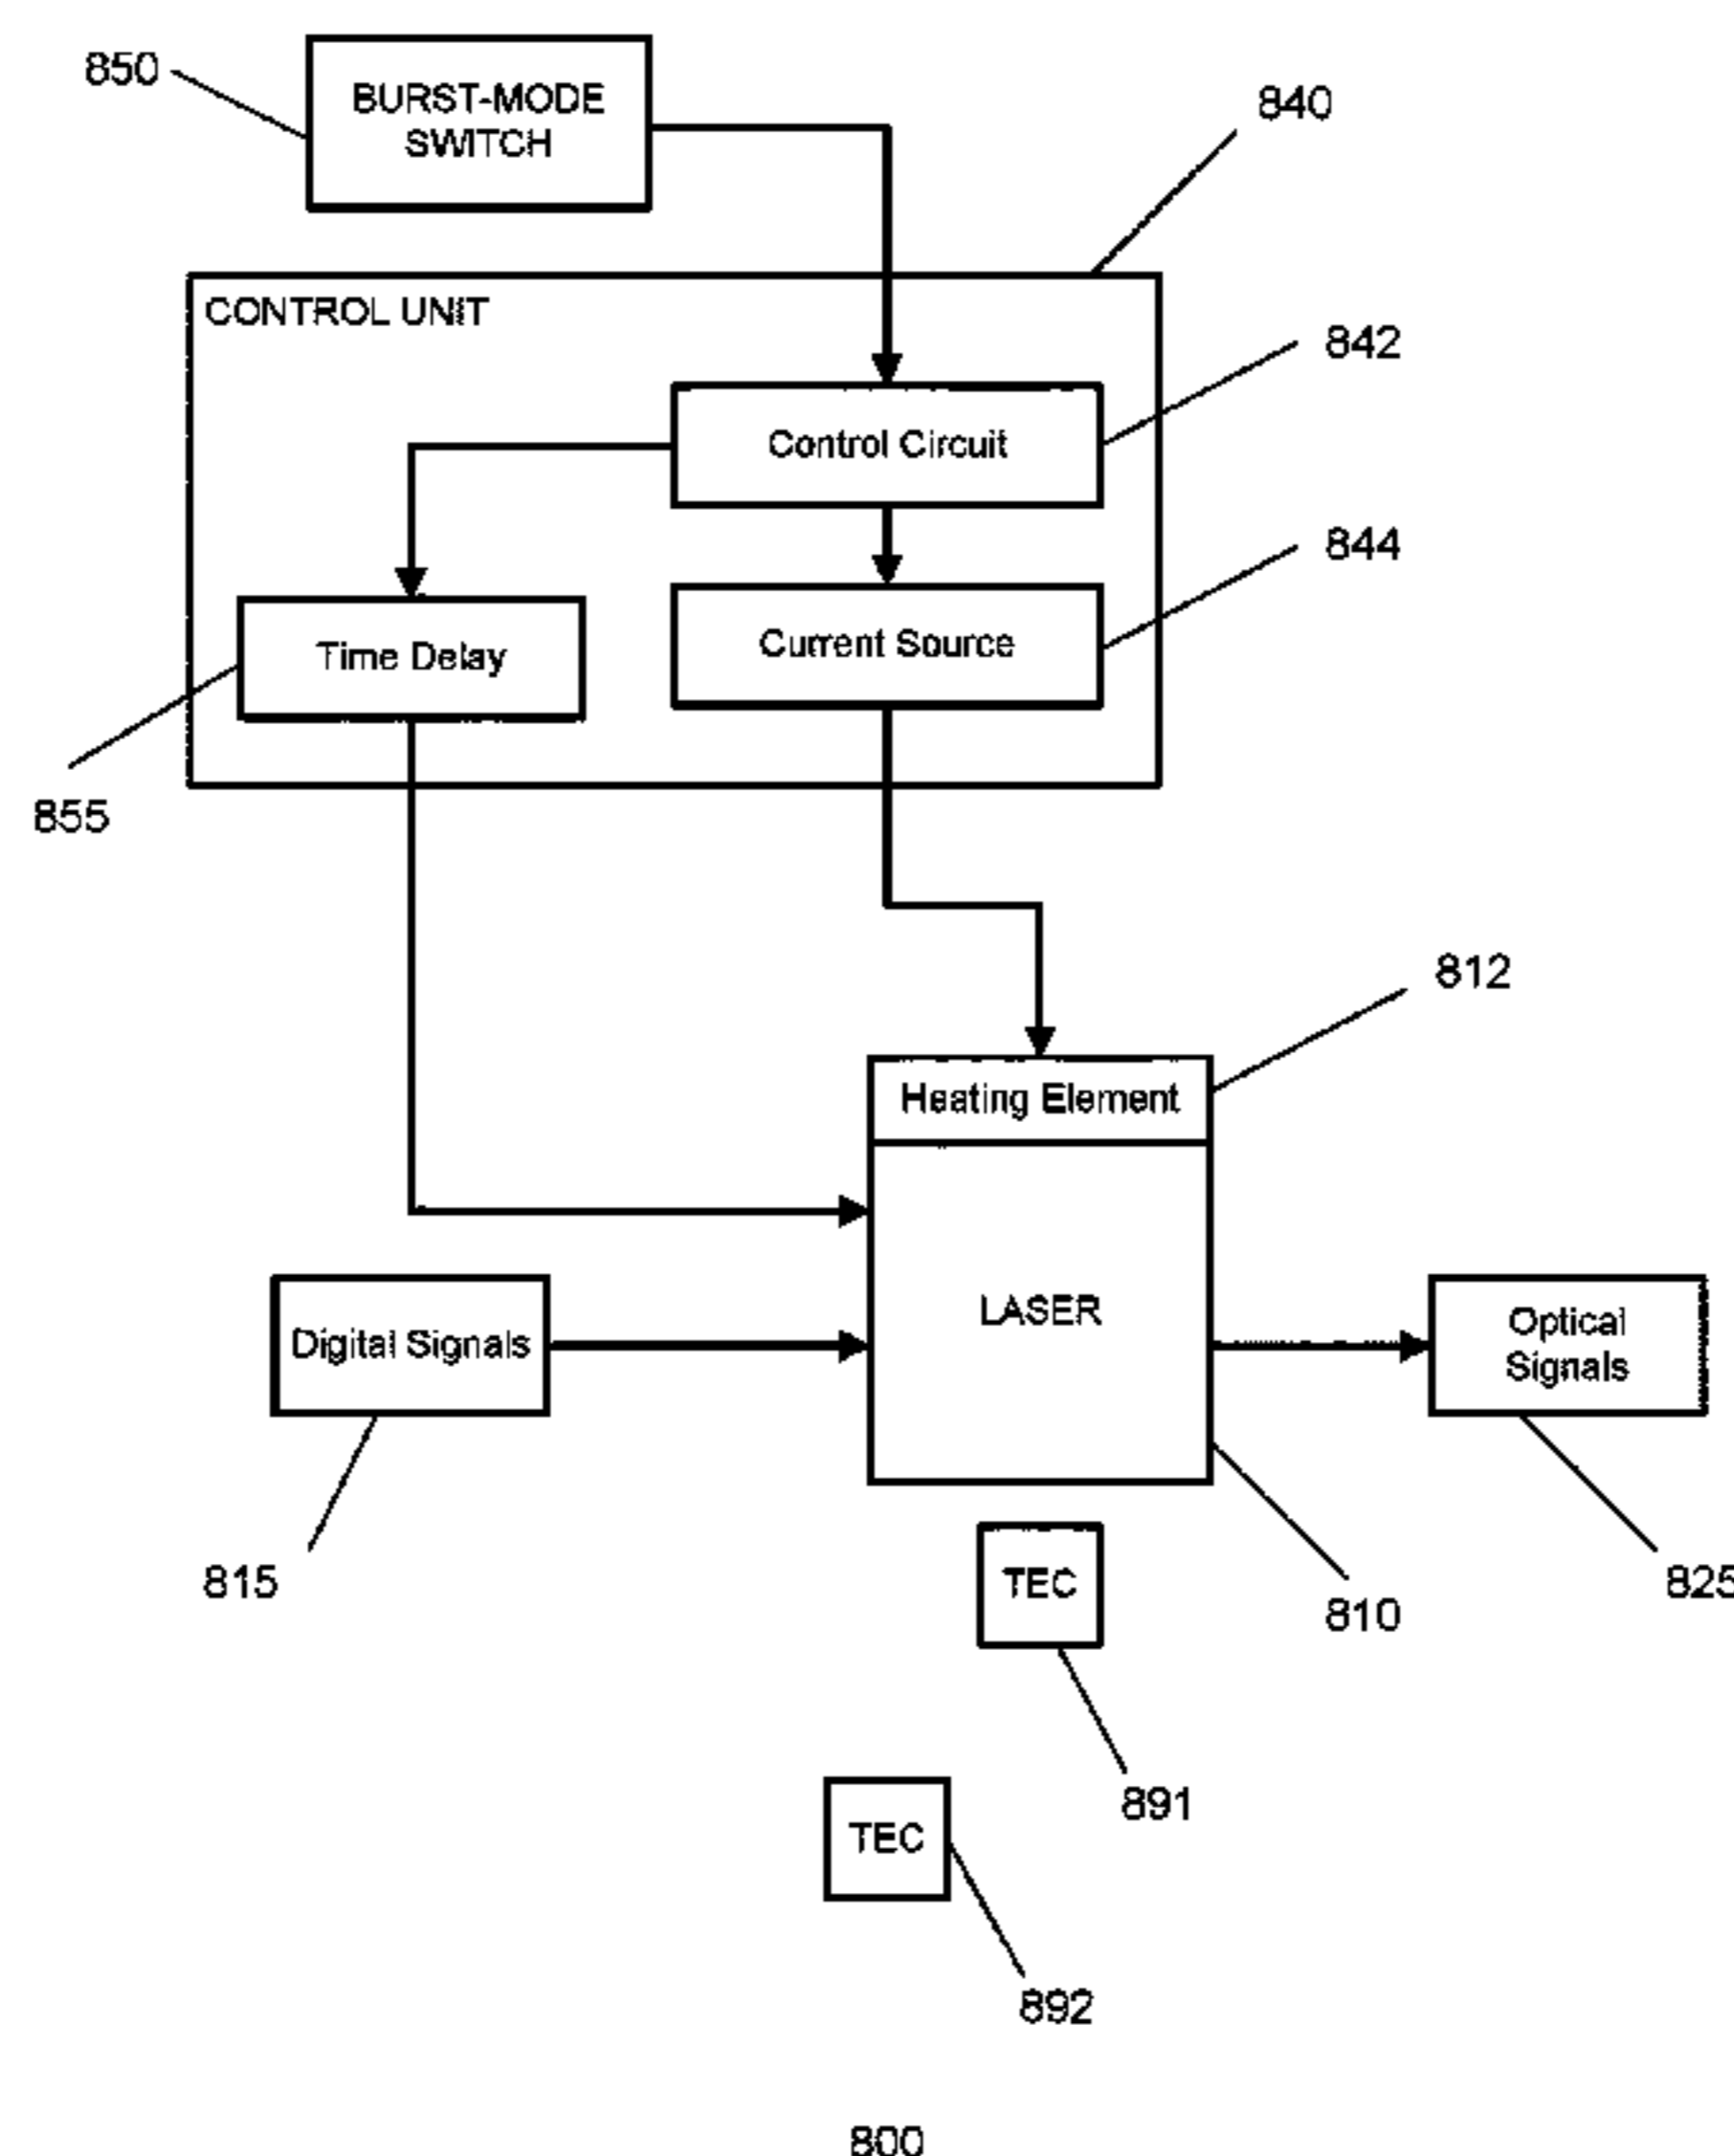 850
BURST-MODE
SWITCH
840
CONTROL UNIT
842
Control Circuit
844
Time Delay
Current Source
855
812
Heating Element
LASER
Digital Signals
Optical
Signals
815
TEC
810
825
891
TEC
892
800